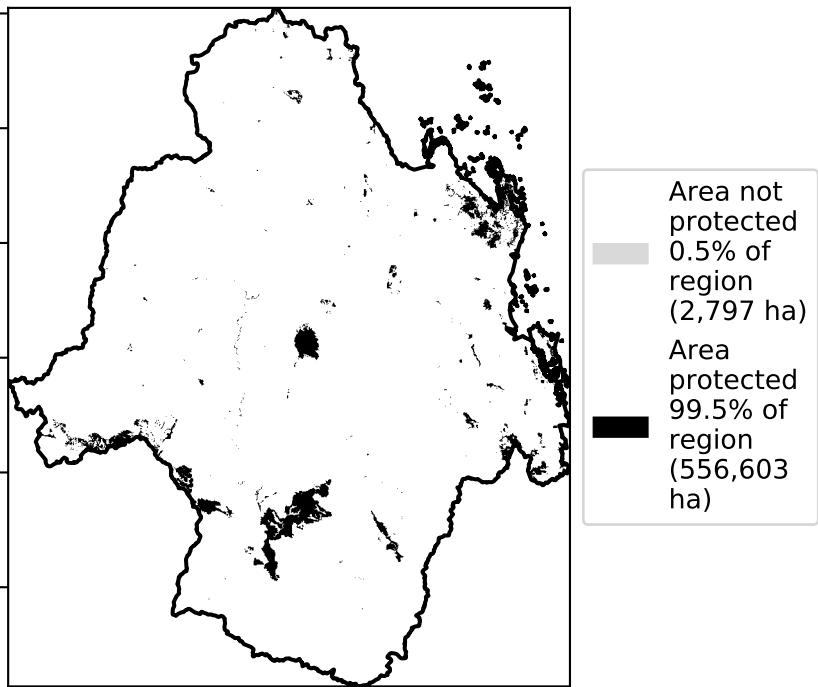 Area not
protected
0.5% of
region
(2,797 ha)
Area
protected
99.5% of
region
(556,603
ha)